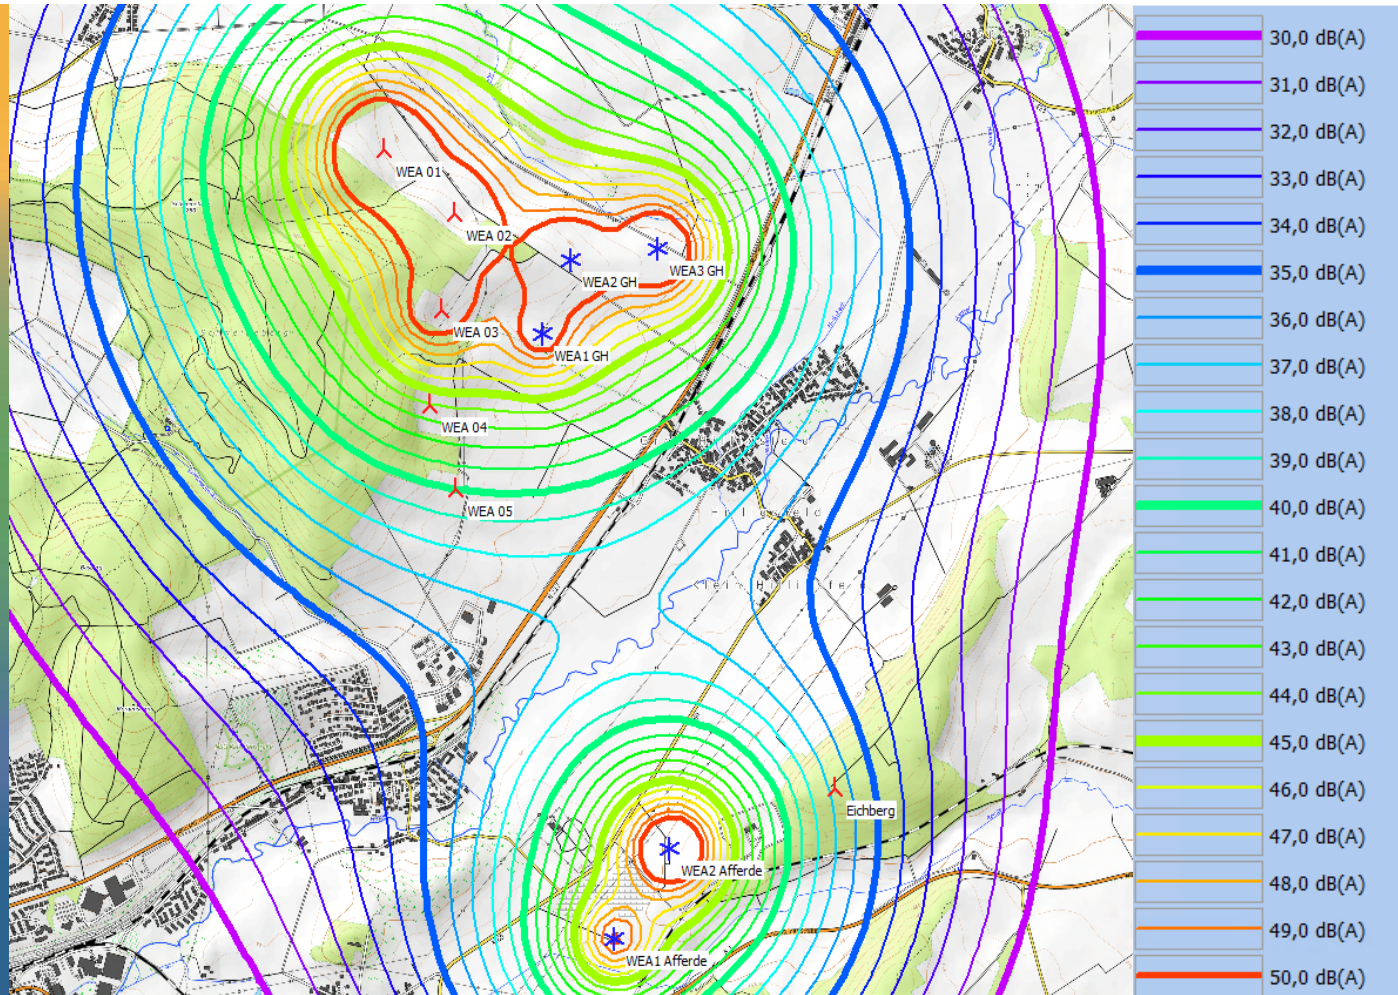 30,0 dB(A)
31,0 dB(A)
32,0 dB(A)
33,0 dB(A)
34,0 dB(A)
35,0 dB(A)
36,0 dB(A)
37,0 dB(A)
38,0 dB(A)
39,0 dB(A)
40,0 dB(A)
41,0 dB(A)
42,0 dB(A)
43,0 dB(A)
44,0 dB(A)
45,0 dB(A)
46,0 dB(A)
47,0 dB(A)
48,0 dB(A)
49,0 dB(A)
50,0 dB(A)
WEA 01
WEA 02
WEA3 GH
WEA2 GH
WEA 03
WEA1 GH
WEA 04
WEA 05
Eichberg
WEA2 Afferde
WEA1 Afferde